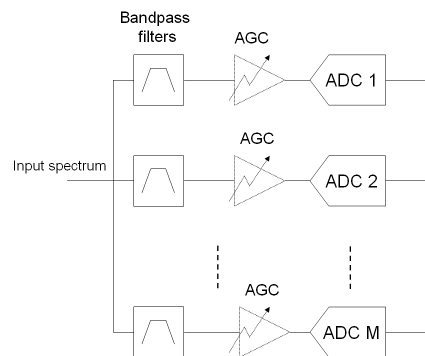 Bandpass
filters
AGC
ADC 1
AGC
Input spectrum
ADC 2
AGC
ADC M